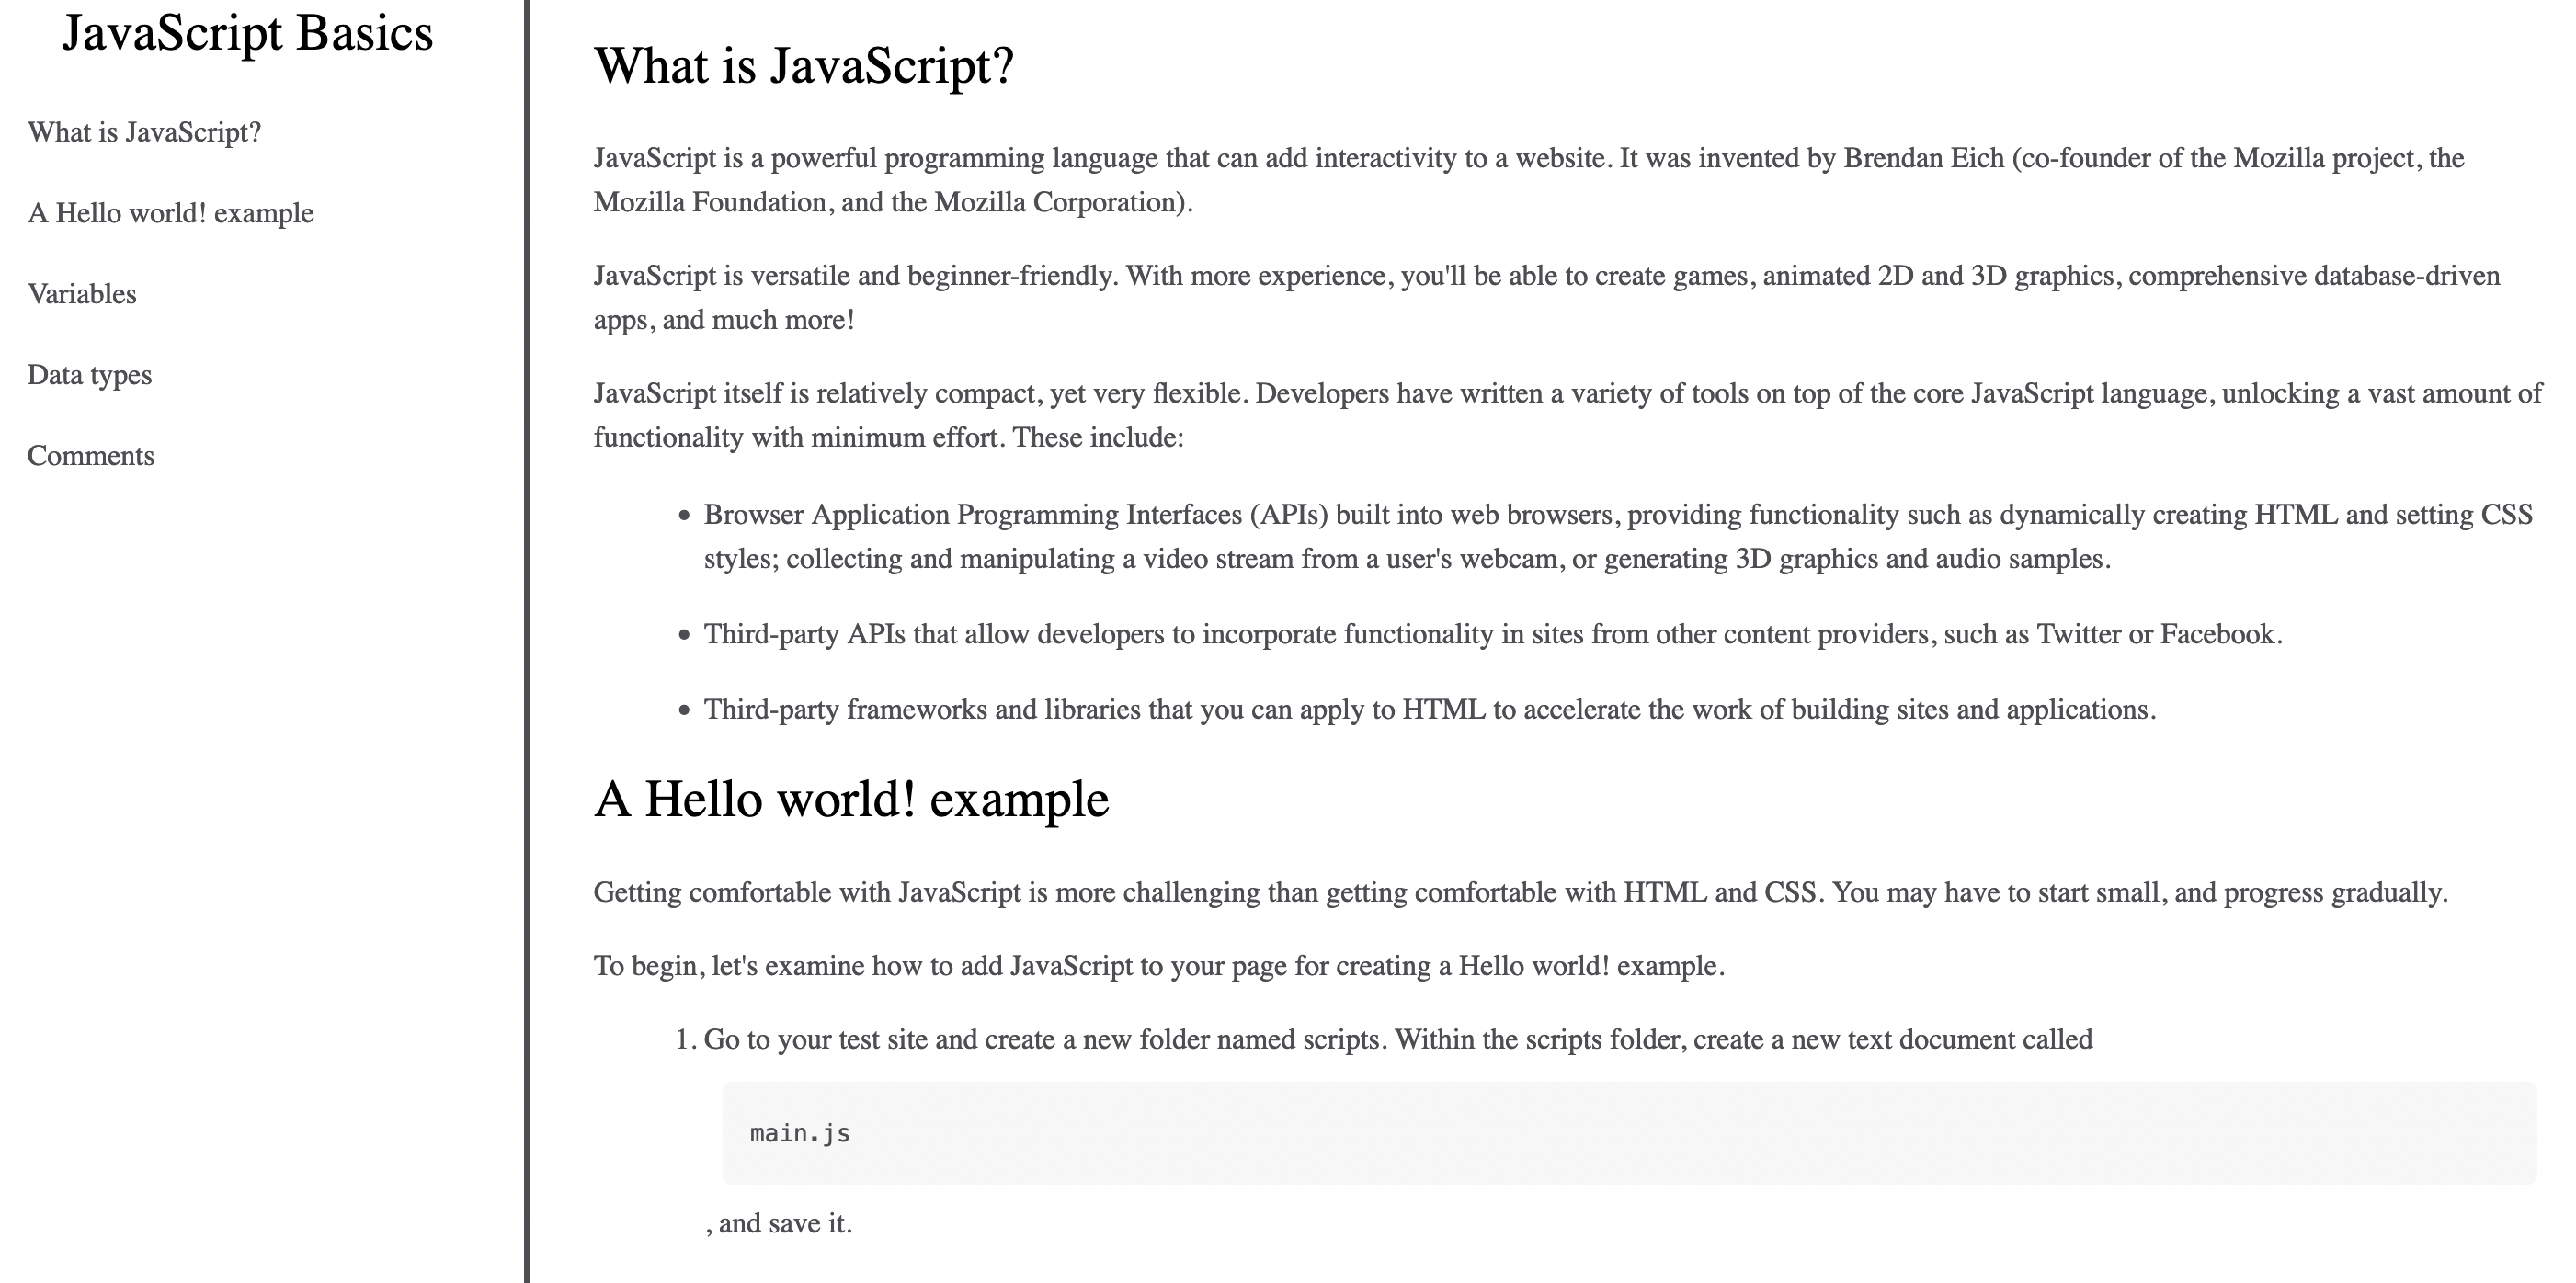 JavaScript Basics
What is JavaScript?
A Hello world! example
Variables
Data types
Comments
What is JavaScript?
JavaScript is a powerful programming language that can add interactivity to a website. It was invented by Brendan Eich (co-founder of the Mozilla project, the
Mozilla Foundation, and the Mozilla Corporation).
JavaScript is versatile and beginner-friendly. With more experience, you'll be able to create games, animated 2D and 3D graphics, comprehensive database-driven
apps, and much more!
JavaScript itself is relatively compact, yet very flexible. Developers have written a variety of tools on top of the core JavaScript language, unlocking a vast amount of
functionality with minimum effort. These include:
• Browser Application Programming Interfaces (APIs) built into web browsers, providing functionality such as dynamically creating HTML and setting CSS
styles; collecting and manipulating a video stream from a user's webcam, or generating 3D graphics and audio samples.
• Third-party APIs that allow developers to incorporate functionality in sites from other content providers, such as Twitter or Facebook.
• Third-party frameworks and libraries that you can apply to HTML to accelerate the work of building sites and applications.
A Hello world! example
Getting comfortable with JavaScript is more challenging than getting comfortable with HTML and CSS. You may have to start small, and progress gradually.
To begin, let's examine how to add JavaScript to your page for creating a Hello world! example.
1. Go to your test site and create a new folder named scripts. Within the scripts folder, create a new text document called
main.js
, and save it.